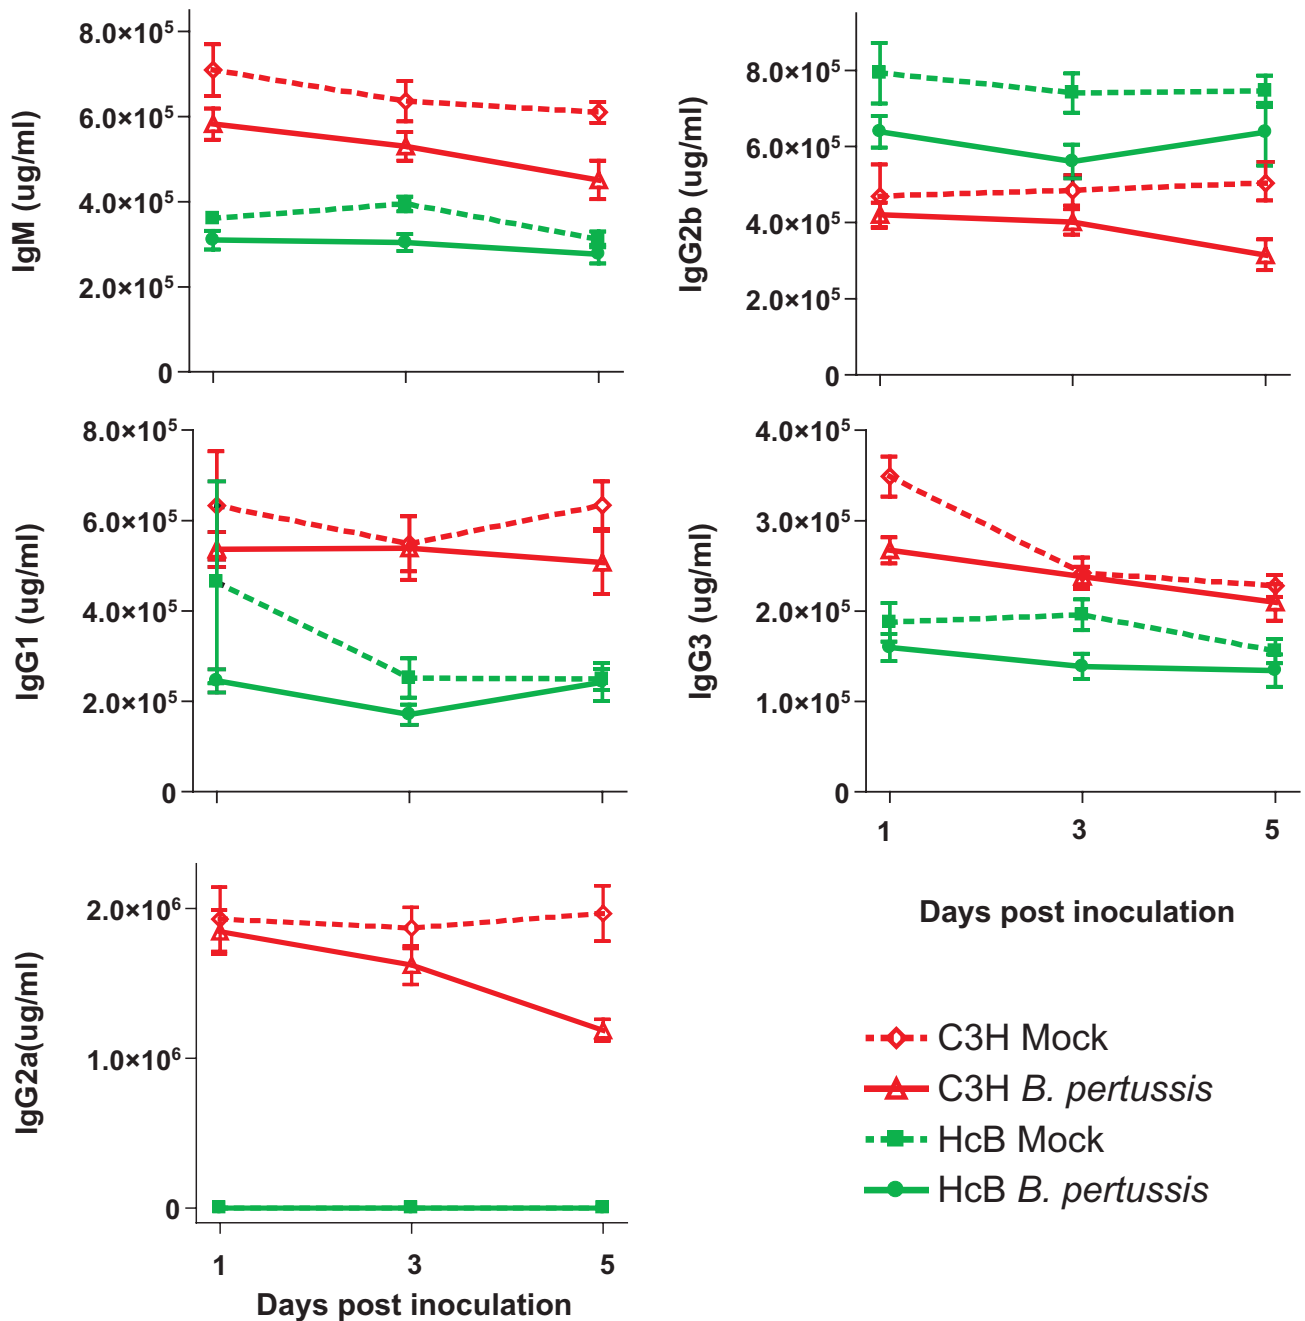 IgM (ug/ml)
8.0×10⁵
6.0×10⁵
4.0×10⁵
2.0×10⁵
0
IgG2b (ug/ml)
8.0×10⁵
6.0×10⁵
4.0×10⁵
2.0×10⁵
0
IgG1 (ug/ml)
8.0×10⁵
6.0×10⁵
4.0×10⁵
2.0×10⁵
0
IgG3 (ug/ml)
4.0×10⁵
3.0×10⁵
2.0×10⁵
1.0×10⁵
0
1 3 5
Days post inoculation
IgG2a(ug/ml)
2.0×10⁶
1.0×10⁶
0
1 3 5
Days post inoculation
C3H Mock
C3H B. pertussis
HcB Mock
HcB B. pertussis